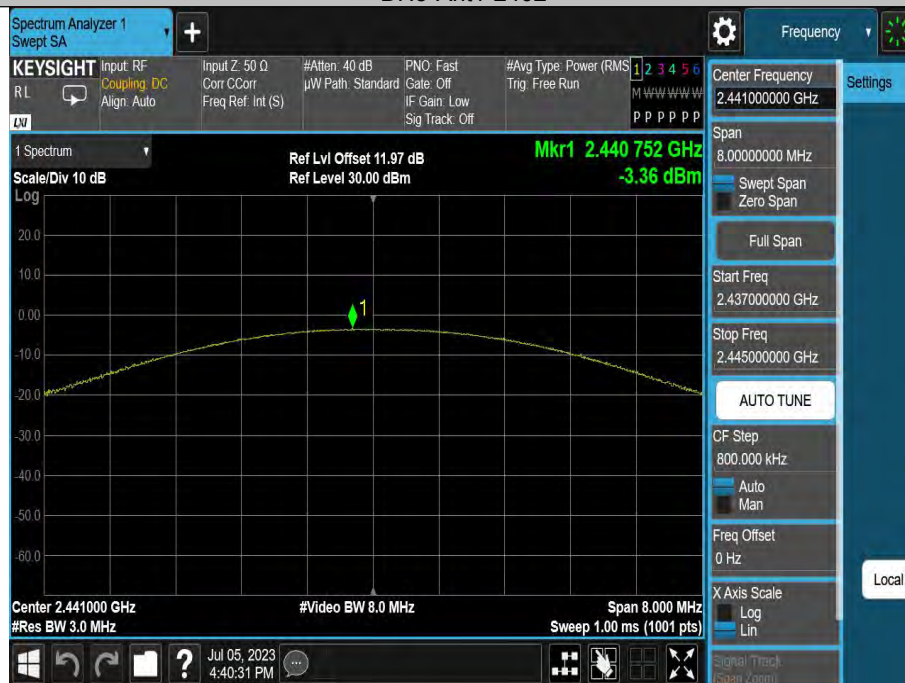 Spectrum Analyzer 1
Swept SA
Frequency
KEYSIGHT
RL
LXI
Input: RF
Coupling: DC
Align: Auto
Input Z: 50 Ω
Corr CCorr
Freq Ref: Int (S)
#Atten: 40 dB
µW Path: Standard
PNO: Fast
Gate: Off
IF Gain: Low
Sig Track: Off
#Avg Type: Power (RMS
Trig: Free Run
1 2 3 4 5 6
M W W W W W
P P P P P P
1 Spectrum
Scale/Div 10 dB
Ref Lvl Offset 11.97 dB
Ref Level 30.00 dBm
Mkr1 2.440 752 GHz
-3.36 dBm
Log
20.0
10.0
0.00
-10.0
-20.0
-30.0
-40.0
-50.0
-60.0
1
Center 2.441000 GHz
#Res BW 3.0 MHz
#Video BW 8.0 MHz
Span 8.000 MHz
Sweep 1.00 ms (1001 pts)
Jul 05, 2023
4:40:31 PM
Center Frequency
2.441000000 GHz
Span
8.00000000 MHz
Swept Span
Zero Span
Full Span
Start Freq
2.437000000 GHz
Stop Freq
2.445000000 GHz
AUTO TUNE
CF Step
800.000 kHz
Auto
Man
Freq Offset
0 Hz
X Axis Scale
Log
Lin
Signal Track
(Span Zoom)
Settings
Local